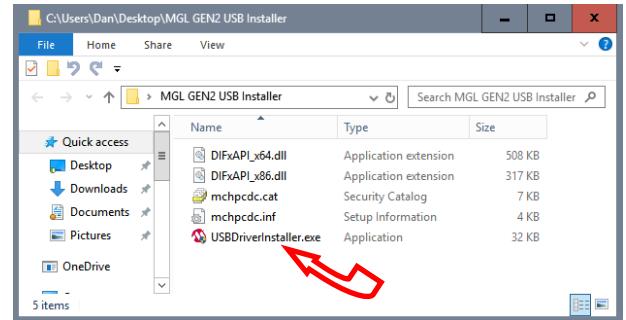 C:\Users\Dan\Desktop\MGL GEN2 USB Installer
File Home Share View
MGL GEN2 USB Installer Search MGL GEN2 USB Installer
Name Type Size
Quick access
Desktop
Downloads
Documents
Pictures
OneDrive
DIFxAPI_x64.dll Application extension 508 KB
DIFxAPI_x86.dll Application extension 317 KB
mchpcdc.cat Security Catalog 7 KB
mchpcdc.inf Setup Information 4 KB
USBDriverInstaller.exe Application 32 KB
5 items